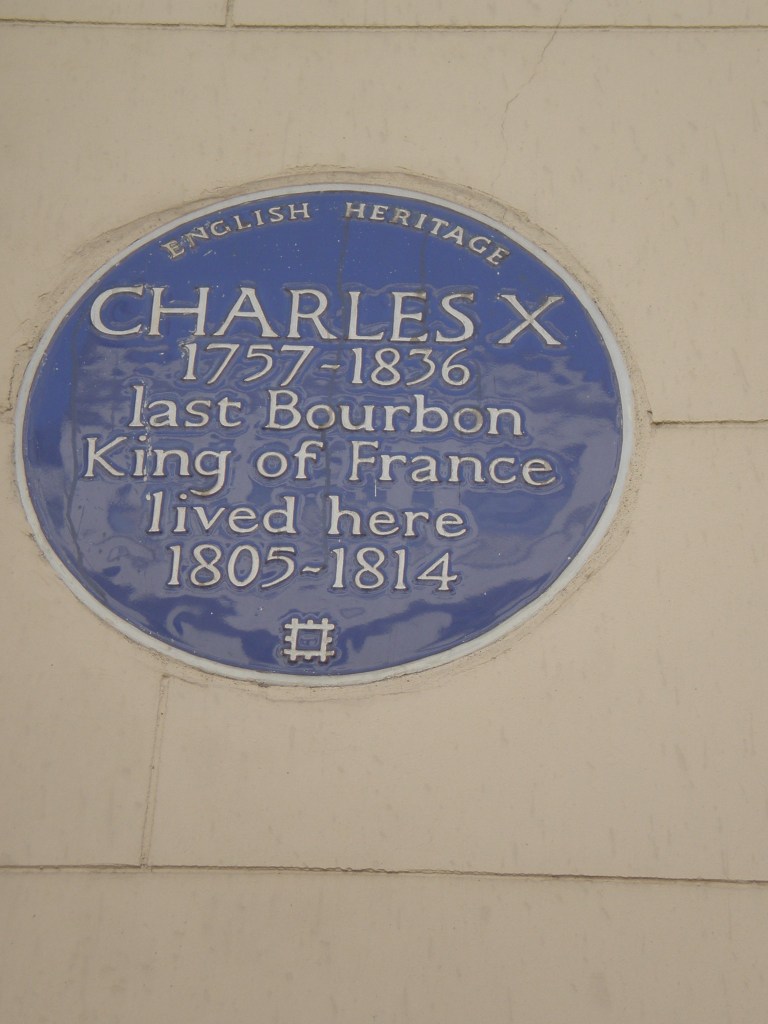 ENGLISH HERITAGE
CHARLES X
1757-1836
last Bourbon
King of France
lived here
1805-1814